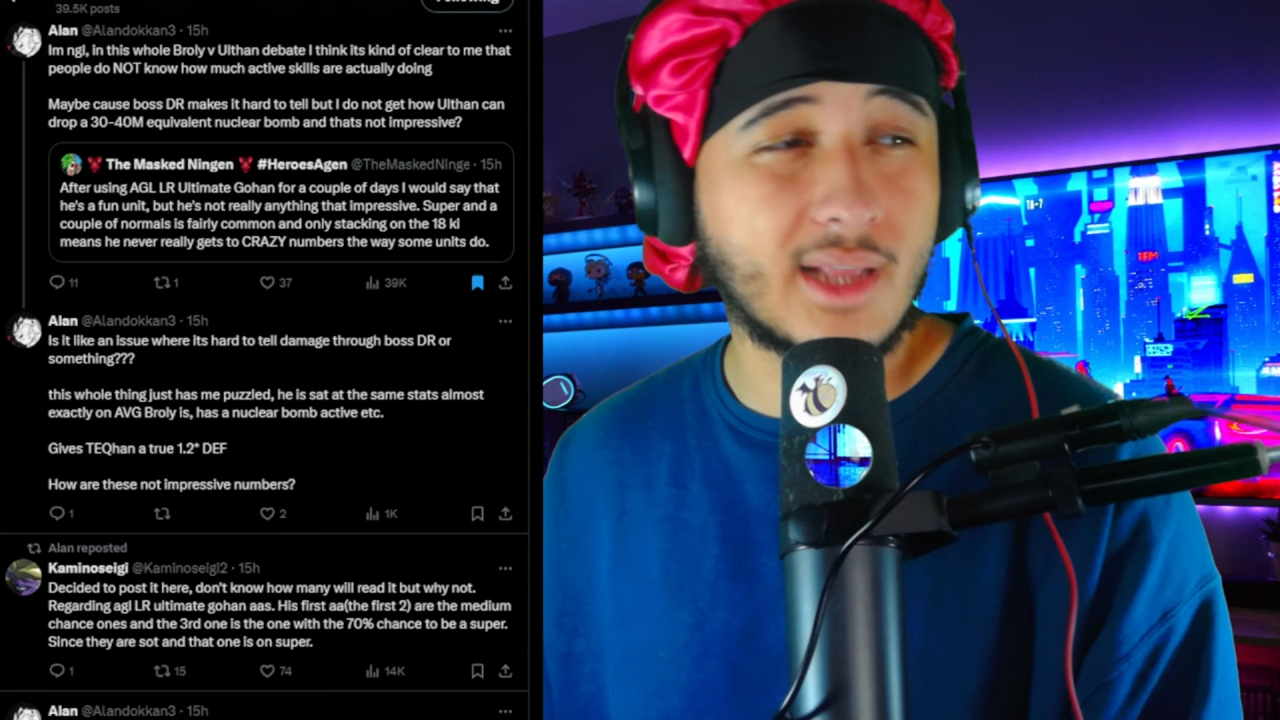 39.5K posts
Following
Alan @Alandokkan3 · 15h
Im ngl, in this whole Broly v Ulthan debate I think its kind of clear to me that
people do NOT know how much active skills are actually doing
Maybe cause boss DR makes it hard to tell but I do not get how Ulthan can
drop a 30-40M equivalent nuclear bomb and thats not impressive?
The Masked Ningen #HeroesAgen @TheMaskedNinge · 15h
After using AGL LR Ultimate Gohan for a couple of days I would say that
he's a fun unit, but he's not really anything that impressive. Super and a
couple of normals is fairly common and only stacking on the 18 ki
means he never really gets to CRAZY numbers the way some units do.
11 1 37 39K
Alan @Alandokkan3 · 15h
Is it like an issue where its hard to tell damage through boss DR or
something???
this whole thing just has me puzzled, he is sat at the same stats almost
exactly on AVG Broly is, has a nuclear bomb active etc.
Gives TEQhan a true 1.2* DEF
How are these not impressive numbers?
1 2 1K
Alan reposted
Kaminoseigi @Kaminoseigi2 · 15h
Decided to post it here, don't know how many will read it but why not.
Regarding agl LR ultimate gohan aas. His first aa(the first 2) are the medium
chance ones and the 3rd one is the one with the 70% chance to be a super.
Since they are sot and that one is on super.
1 15 74 14K
Alan @Alandokkan3 · 15h
TA-7